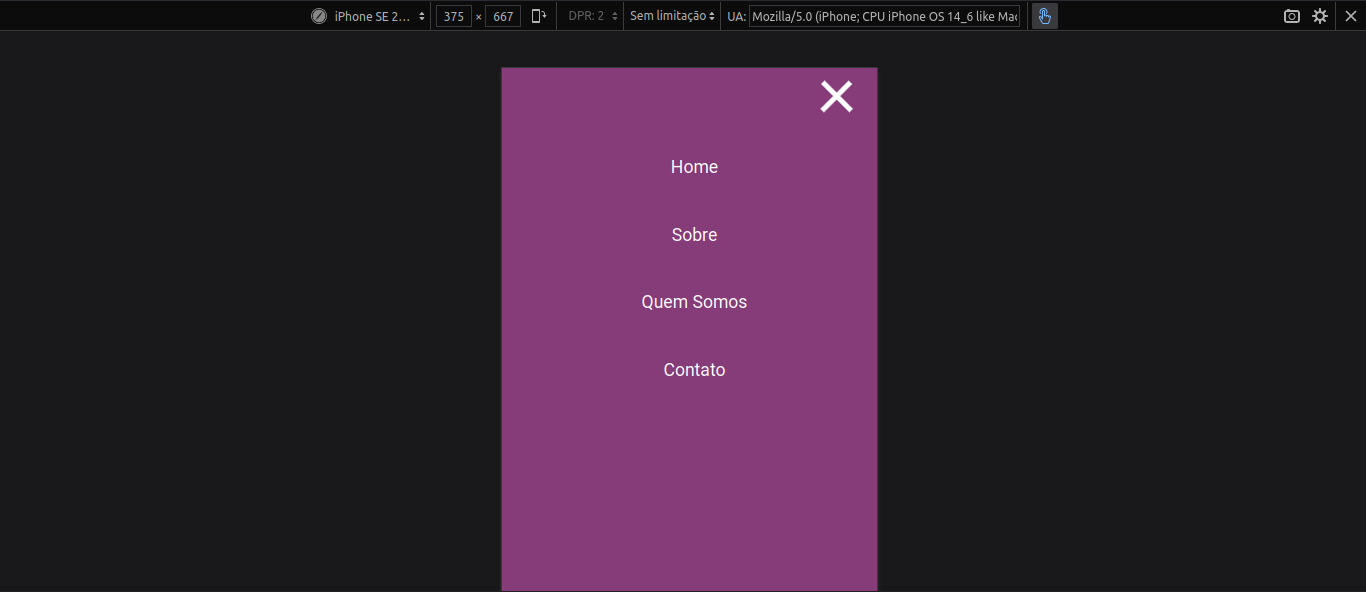 iPhone SE 2... 375 × 667 DPR: 2 Sem limitação UA: Mozilla/5.0 (iPhone; CPU iPhone OS 14_6 like Mac
Home
Sobre
Quem Somos
Contato